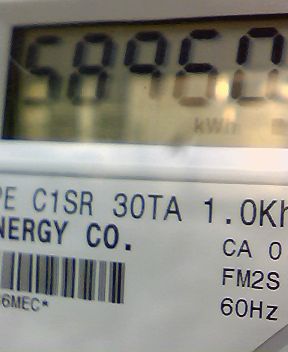 58960
kWh
PE C1SR 30TA 1.0Kh
NERGY CO.
CA 0
FM2S
6MEC*
60Hz